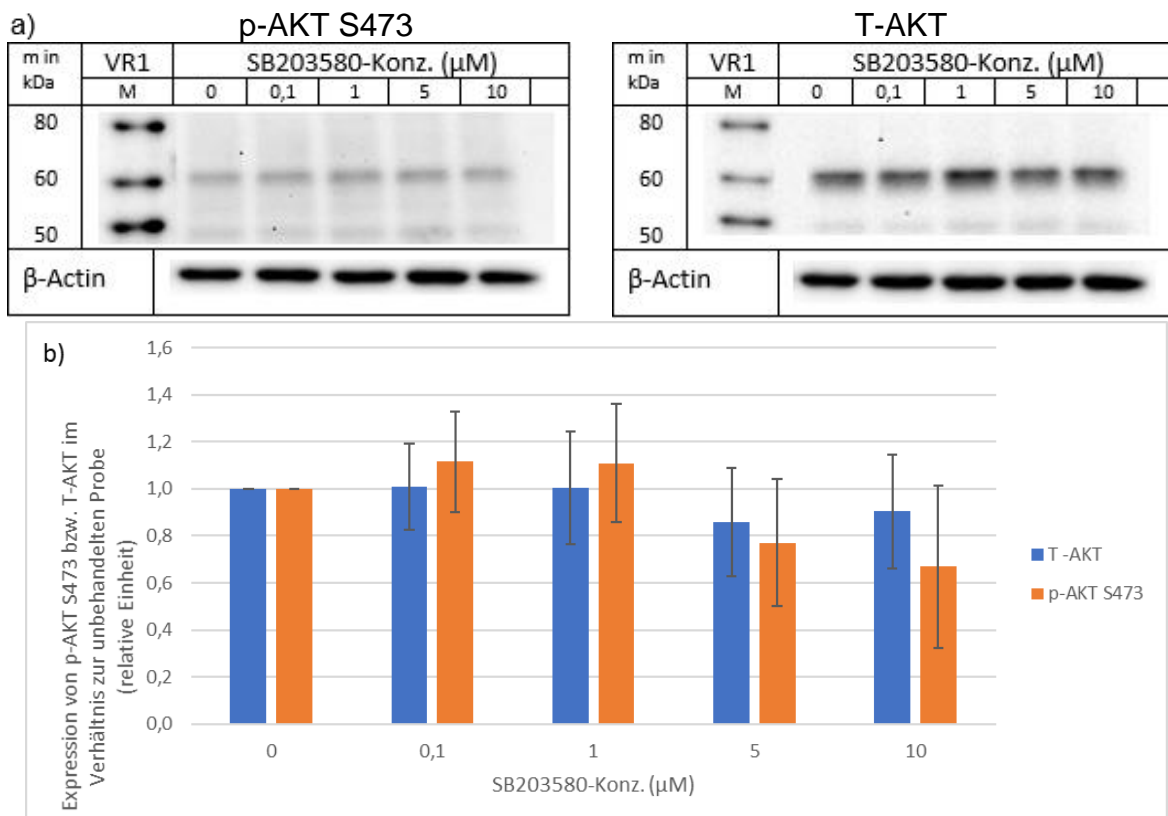 a)
p-AKT S473
m in kDa VR1 SB203580-Konz. (µM)
M 0 0,1 1 5 10
80
60
50
β-Actin
T-AKT
m in kDa VR1 SB203580-Konz. (µM)
M 0 0,1 1 5 10
80
60
50
β-Actin
b)
Expression von p-AKT S473 bzw. T-AKT im
Verhältnis zur unbehandelten Probe
(relative Einheit)
1,6
1,4
1,2
1,0
0,8
0,6
0,4
0,2
0,0
0 0,1 1 5 10
SB203580-Konz. (µM)
T -AKT
p-AKT S473